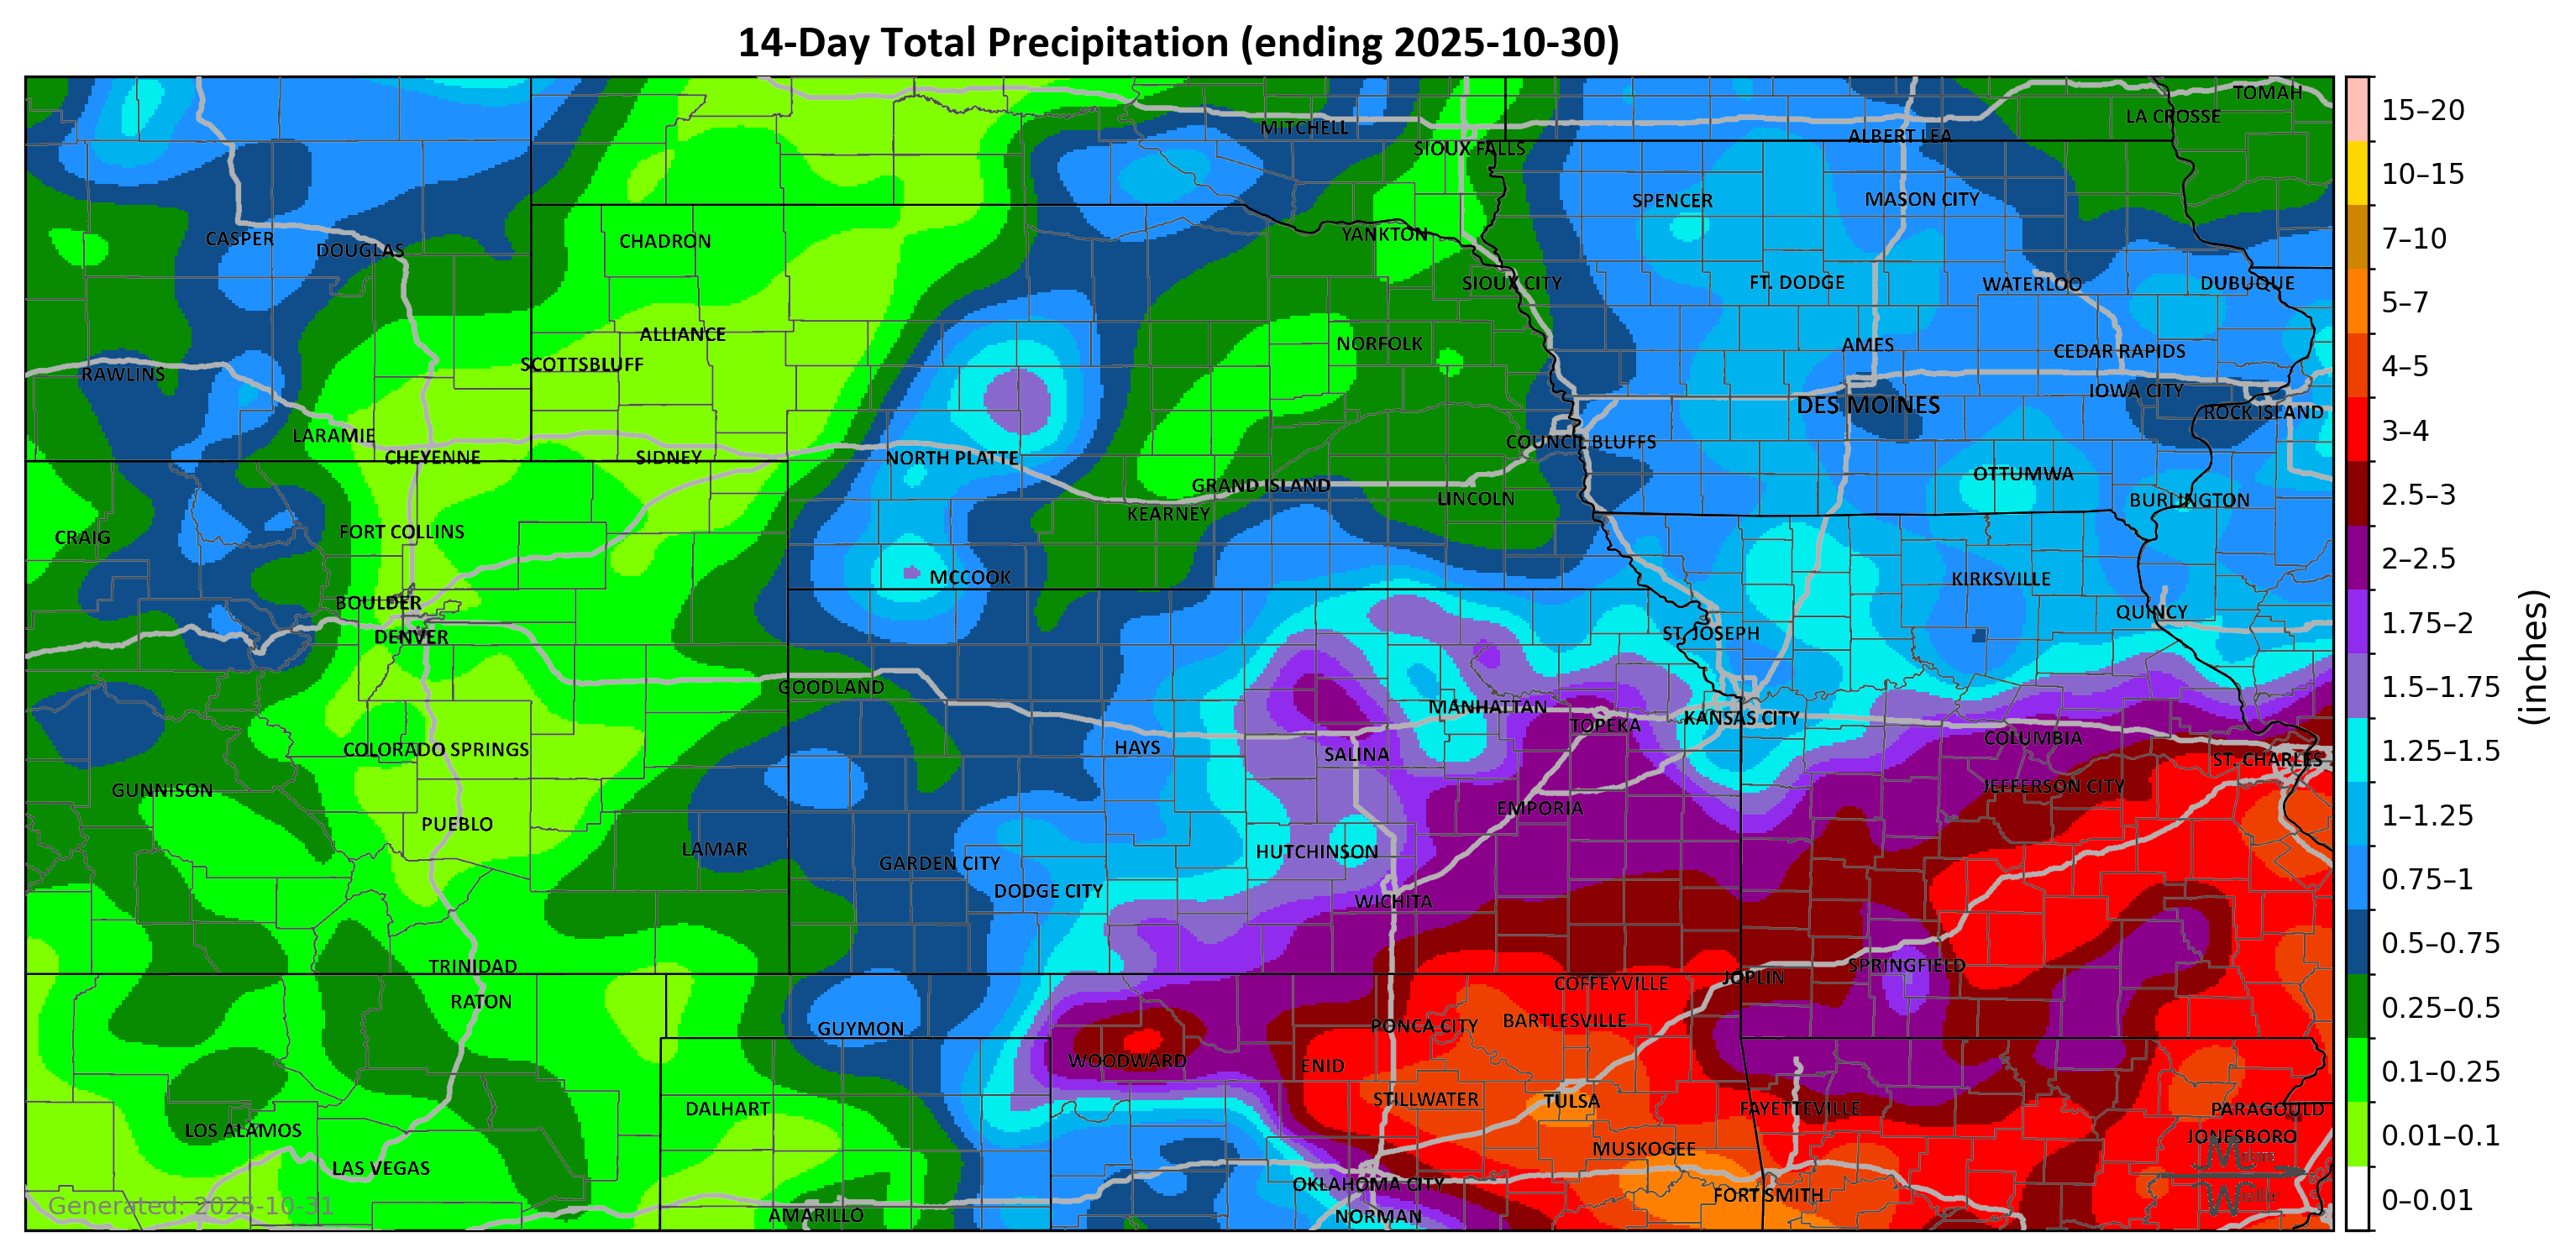 14-Day Total Precipitation (ending 2025-10-30)
TOMAH
LA CROSSE
MITCHELL
ALBERT LEA
SIOUX FALLS
SPENCER
MASON CITY
YANKTON
CASPER
CHADRON
DOUGLAS
SIOUX CITY
FT. DODGE
WATERLOO
DUBUQUE
ALLIANCE
NORFOLK
AMES
CEDAR RAPIDS
SCOTTSBLUFF
RAWLINS
IOWA CITY
DES MOINES
ROCK ISLAND
LARAMIE
COUNCIL BLUFFS
CHEYENNE
SIDNEY
NORTH PLATTE
OTTUMWA
GRAND ISLAND
LINCOLN
BURLINGTON
KEARNEY
FORT COLLINS
CRAIG
MCCOOK
KIRKSVILLE
BOULDER
QUINCY
DENVER
ST. JOSEPH
GOODLAND
MANHATTAN
TOPEKA
KANSAS CITY
COLUMBIA
COLORADO SPRINGS
HAYS
SALINA
ST. CHARLES
GUNNISON
JEFFERSON CITY
EMPORIA
PUEBLO
LAMAR
HUTCHINSON
GARDEN CITY
DODGE CITY
WICHITA
TRINIDAD
SPRINGFIELD
JOPLIN
COFFEYVILLE
RATON
GUYMON
PONCA CITY
BARTLESVILLE
WOODWARD
ENID
STILLWATER
TULSA
DALHART
FAYETTEVILLE
PARAGOULD
LOS ALAMOS
JONESBORO
MUSKOGEE
LAS VEGAS
OKLAHOMA CITY
FORT SMITH
AMARILLO
NORMAN
Generated: 2025-10-31
15–20
10–15
7–10
5–7
4–5
3–4
2.5–3
2–2.5
1.75–2
1.5–1.75
1.25–1.5
1–1.25
0.75–1
0.5–0.75
0.25–0.5
0.1–0.25
0.01–0.1
0–0.01
(inches)